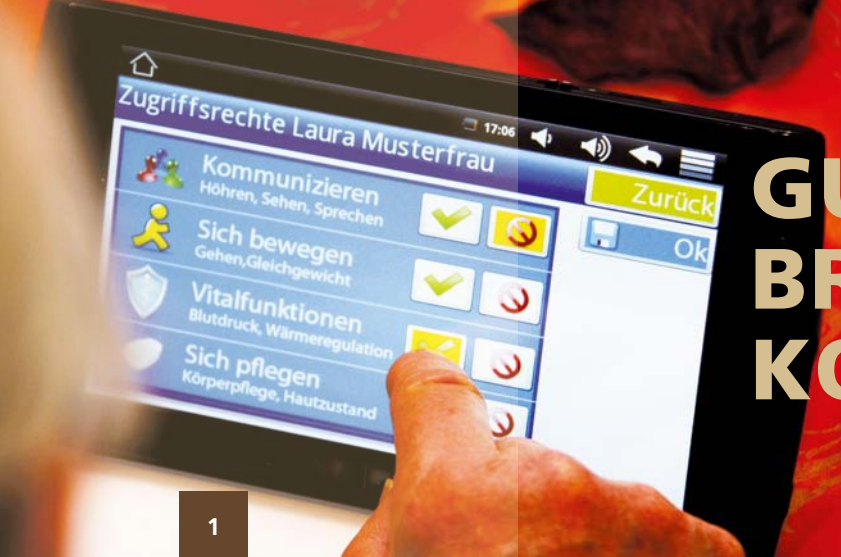 17:06
Zugriffsrechte Laura Musterfrau
Zurück
Ok
Kommunizieren
Höhren, Sehen, Sprechen
Sich bewegen
Gehen,Gleichgewicht
Vitalfunktionen
Blutdruck, Wärmeregulation
Sich pflegen
Körperpflege, Hautzustand
GU
BR
KO
1